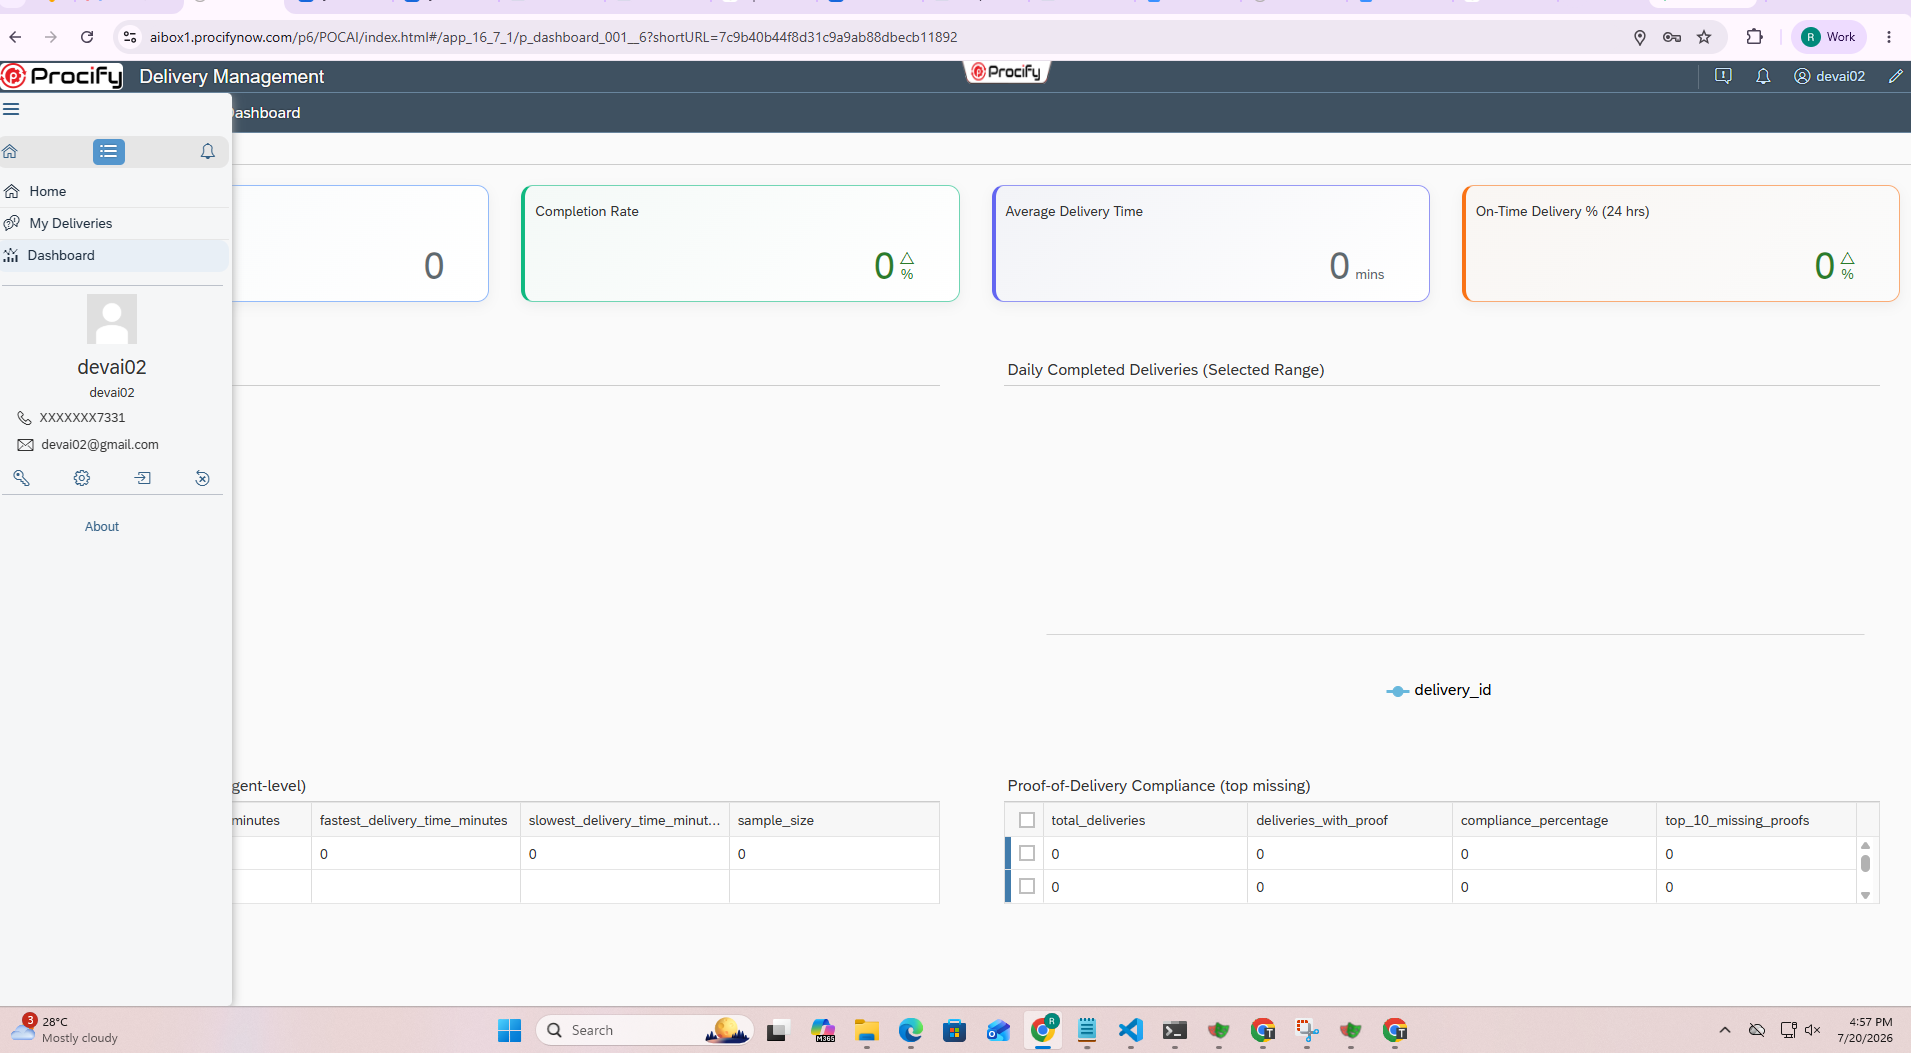 aibox1.procifynow.com/p6/POCAI/index.html#/app_16_7_1/p_dashboard_001__6?shortURL=7c9b40b44f8d31c9a9ab88dbecb11892
R Work
Procify Delivery Management
Procify
devai02
Dashboard
Home
My Deliveries
Dashboard
devai02
devai02
XXXXXXX7331
devai02@gmail.com
About
0
Completion Rate
0 %
Average Delivery Time
0 mins
On-Time Delivery % (24 hrs)
0 %
Daily Completed Deliveries (Selected Range)
delivery_id
gent-level)
minutes fastest_delivery_time_minutes slowest_delivery_time_minut... sample_size
0 0 0
Proof-of-Delivery Compliance (top missing)
total_deliveries deliveries_with_proof compliance_percentage top_10_missing_proofs
0 0 0 0
0 0 0 0
3
28°C
Mostly cloudy
Search
M365
R
T
T
4:57 PM
7/20/2026